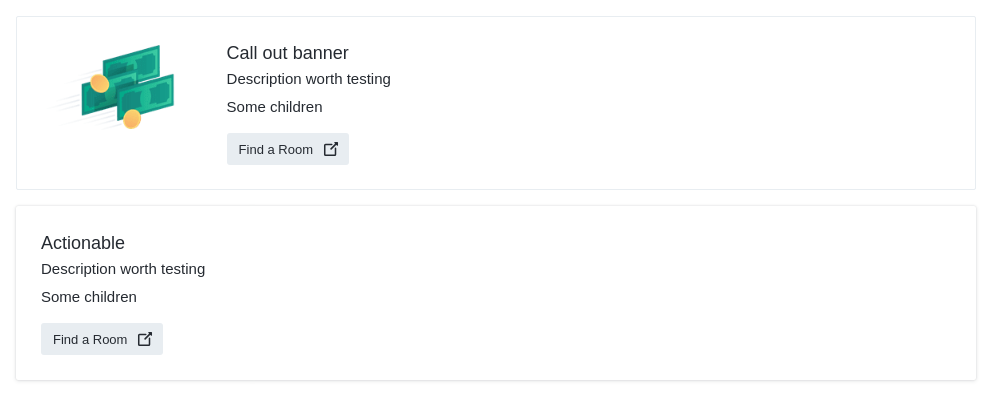 Call out banner
Description worth testing
Some children
Find a Room
Actionable
Description worth testing
Some children
Find a Room